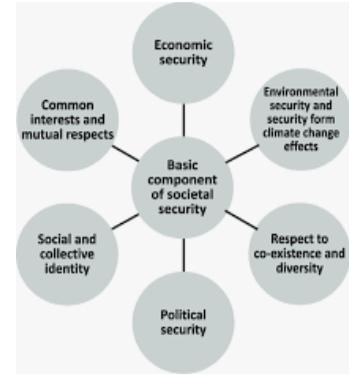 Economic
security
Common
interests and
mutual respects
Environmental
security and
security form
climate change
effects
Basic
component
of societal
security
Social and
collective
identity
Respect to
co-existence and
diversity
Political
security